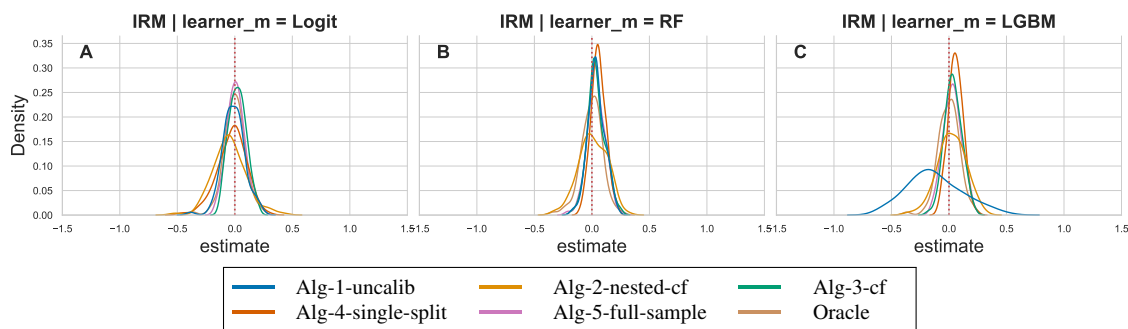 IRM | learner_m = Logit IRM | learner_m = RF IRM | learner_m = LGBM
A B C
0.35
0.30
0.25
0.20
0.15
0.10
0.05
0.00
Density
−1.5 −1.0 −0.5 0.0 0.5 1.0 1.5 −1.5 −1.0 −0.5 0.0 0.5 1.0 1.5 −1.5 −1.0 −0.5 0.0 0.5 1.0 1.5
estimate estimate estimate
Alg-1-uncalib Alg-2-nested-cf Alg-3-cf
Alg-4-single-split Alg-5-full-sample Oracle